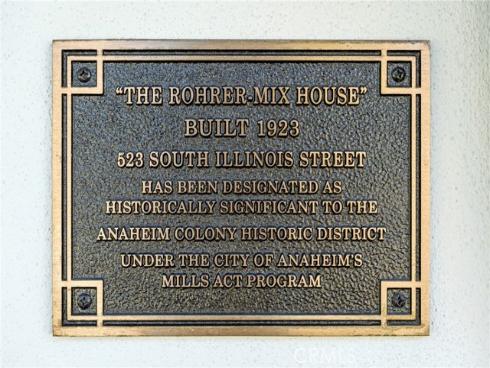 "THE ROHRER-MIX HOUSE"
BUILT 1923
523 SOUTH ILLINOIS STREET
HAS BEEN DESIGNATED AS
HISTORICALLY SIGNIFICANT TO THE
ANAHEIM COLONY HISTORIC DISTRICT
UNDER THE CITY OF ANAHEIM'S
MILLS ACT PROGRAM
CRMLS